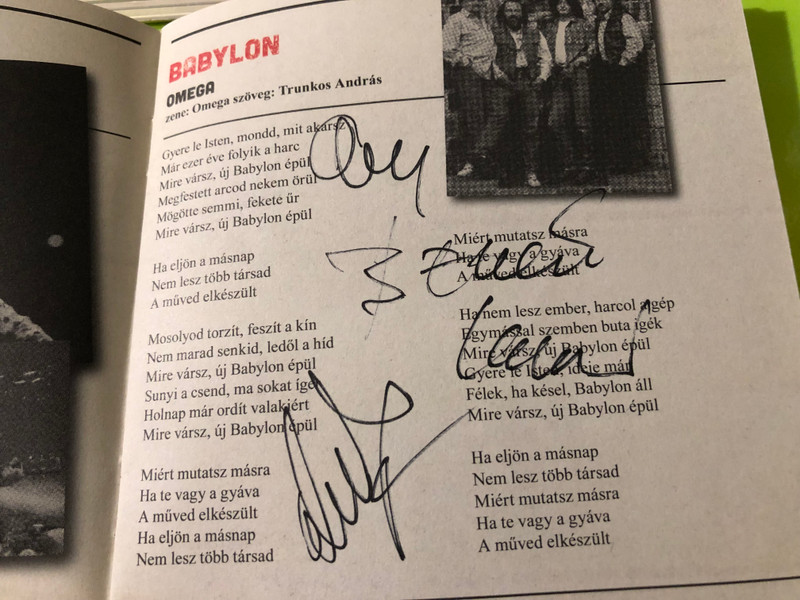 BABYLON
OMEGA
zene: Omega szöveg: Trunkos András
Gyere le Isten, mondd, mit akarsz
Már ezer éve folyik a harc
Mire vársz, új Babylon épül
Megfestett arcod nekem örül
Mögötte semmi, fekete űr
Mire vársz, új Babylon épül
Ha eljön a másnap
Nem lesz több társad
A műved elkészült
Mosolyod torzít, feszít a kín
Nem marad senkid, ledől a híd
Mire vársz, új Babylon épül
Sunyi a csend, ma sokat ígér
Holnap már ordít valakiért
Mire vársz, új Babylon épül
Miért mutatsz másra
Ha te vagy a gyáva
A műved elkészült
Ha eljön a másnap
Nem lesz több társad
Miért mutatsz másra
Ha te vagy a gyáva
A műved elkészült
Ha nem lesz ember, harcol a gép
Egymással szemben buta igék
Mire vársz, új Babylon épül
Gyere le Isten, ideje már
Félek, ha késel, Babylon áll
Mire vársz, új Babylon épül
Ha eljön a másnap
Nem lesz több társad
Miért mutatsz másra
Ha te vagy a gyáva
A műved elkészült